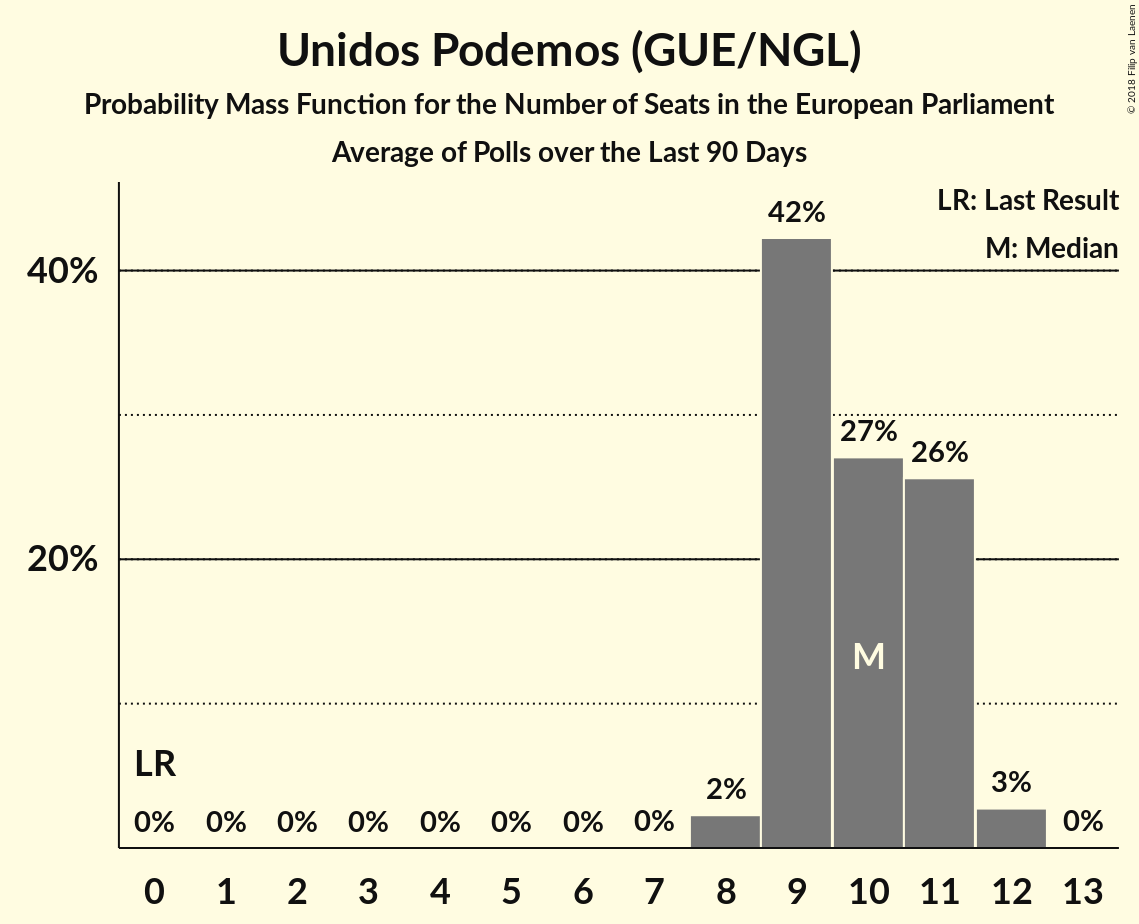 Unidos Podemos (GUE/NGL)
Probability Mass Function for the Number of Seats in the European Parliament
Average of Polls over the Last 90 Days
© 2018 Filip van Laenen
LR: Last Result
M: Median
42%
40%
27%
26%
20%
M
LR
0% 0% 0% 0% 0% 0% 0% 0% 2% 3% 0%
0 1 2 3 4 5 6 7 8 9 10 11 12 13